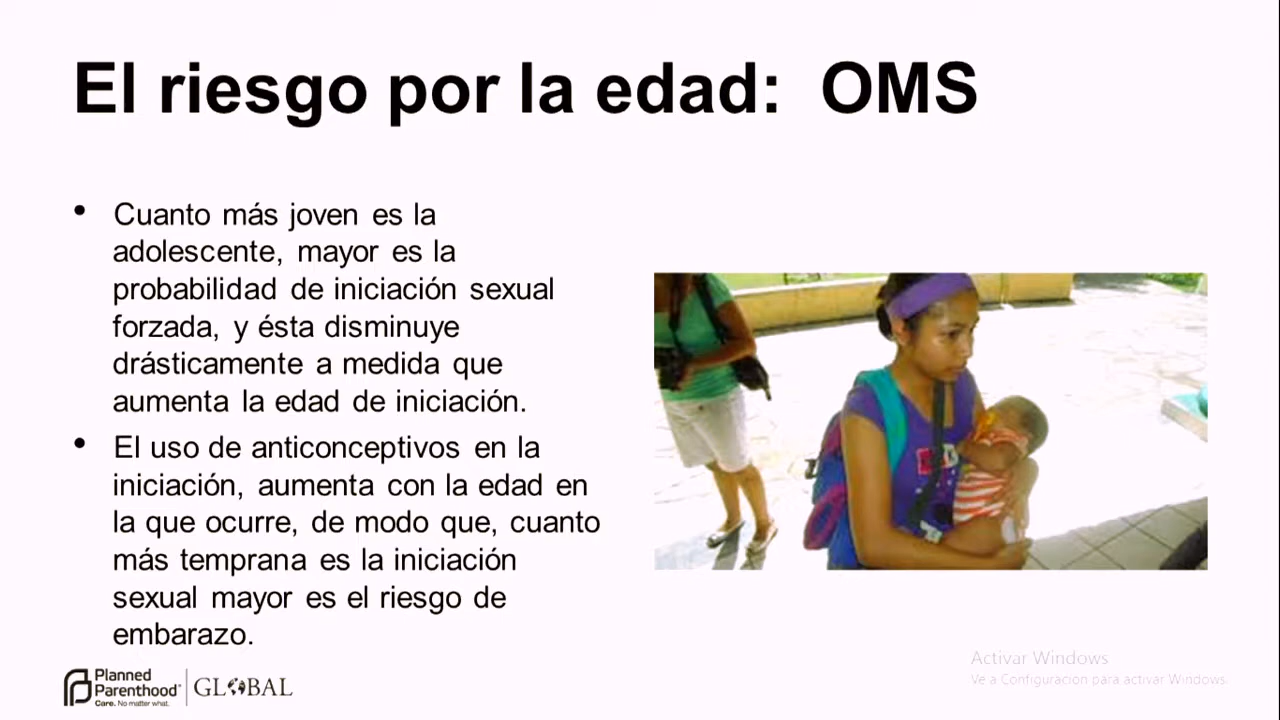 El riesgo por la edad: OMS
• Cuanto más joven es la
adolescente, mayor es la
probabilidad de iniciación sexual
forzada, y ésta disminuye
drásticamente a medida que
aumenta la edad de iniciación.
• El uso de anticonceptivos en la
iniciación, aumenta con la edad en
la que ocurre, de modo que, cuanto
más temprana es la iniciación
sexual mayor es el riesgo de
embarazo.
Planned
Parenthood
Care. No matter what.
GLOBAL
Activar Windows
Ve a Configuración para activar Windows.